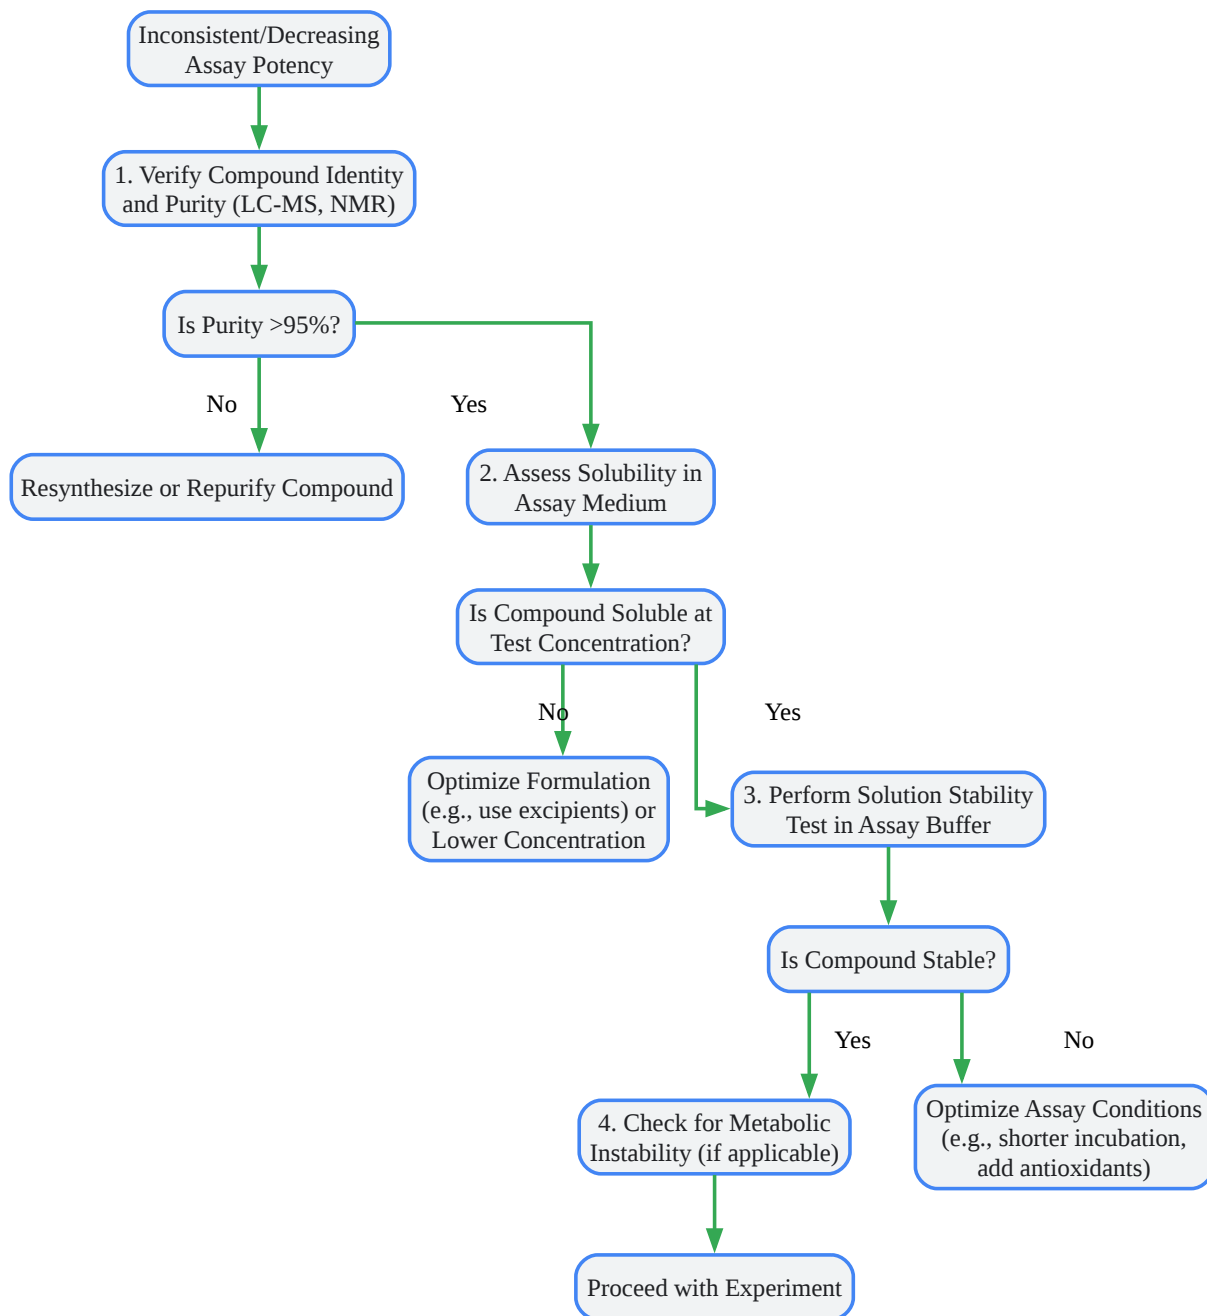 Inconsistent/Decreasing
Assay Potency
1. Verify Compound Identity
and Purity (LC-MS, NMR)
Is Purity >95%?
No
Yes
Resynthesize or Repurify Compound
2. Assess Solubility in
Assay Medium
Is Compound Soluble at
Test Concentration?
No
Yes
Optimize Formulation
(e.g., use excipients) or
Lower Concentration
3. Perform Solution Stability
Test in Assay Buffer
Is Compound Stable?
Yes
No
4. Check for Metabolic
Instability (if applicable)
Optimize Assay Conditions
(e.g., shorter incubation,
add antioxidants)
Proceed with Experiment